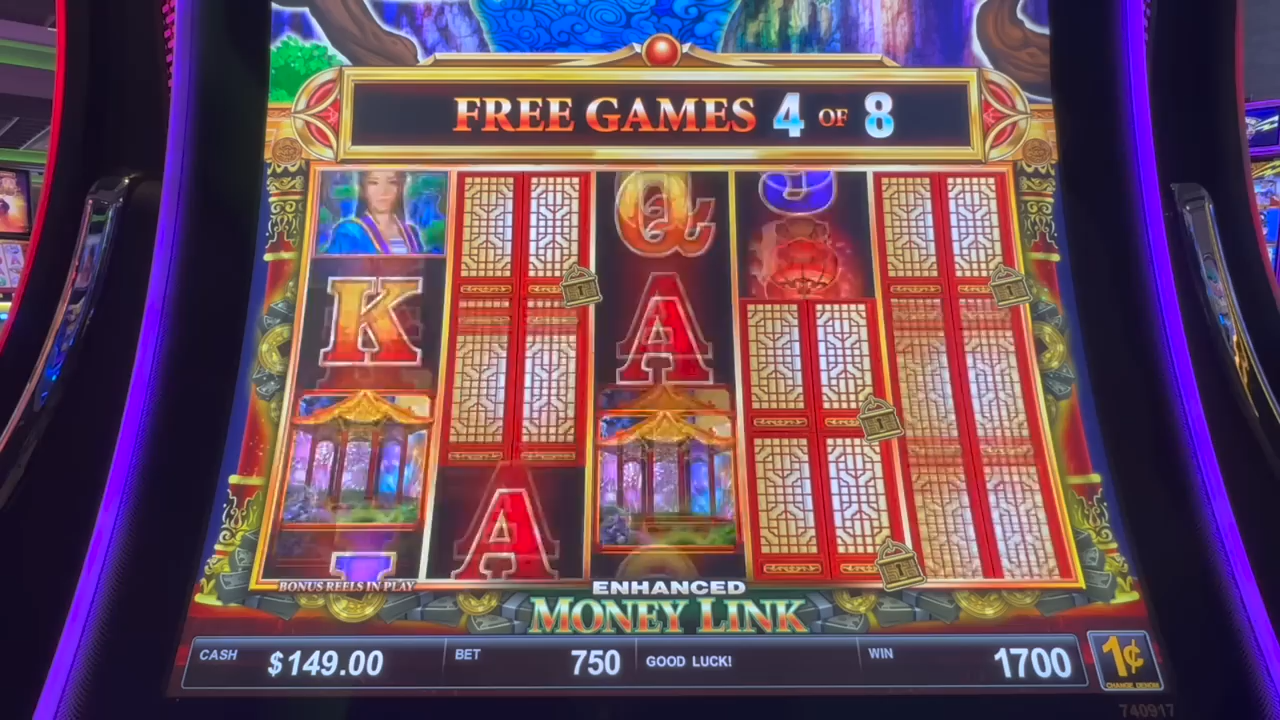 FREE GAMES 4 OF 8
Q
K
A
A
BONUS REELS IN PLAY
ENHANCED
MONEY LINK
CASH $149.00 BET 750 GOOD LUCK! WIN 1700 1¢
CHANGE DENOM
740917